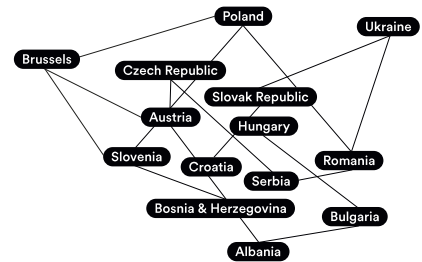 Poland
Ukraine
Brussels
Czech Republic
Slovak Republic
Austria
Hungary
Slovenia
Croatia
Romania
Serbia
Bosnia & Herzegovina
Bulgaria
Albania